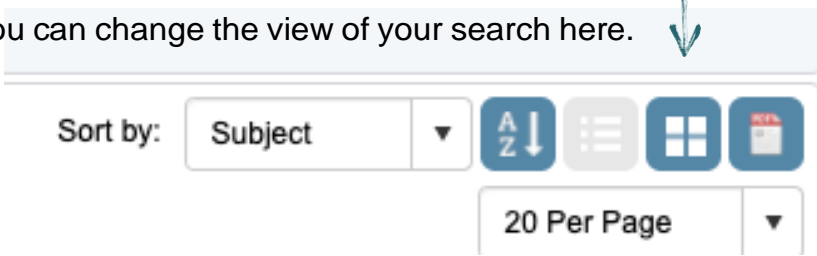 ou can change the view of your search here.
Sort by: Subject
A
Z
20 Per Page